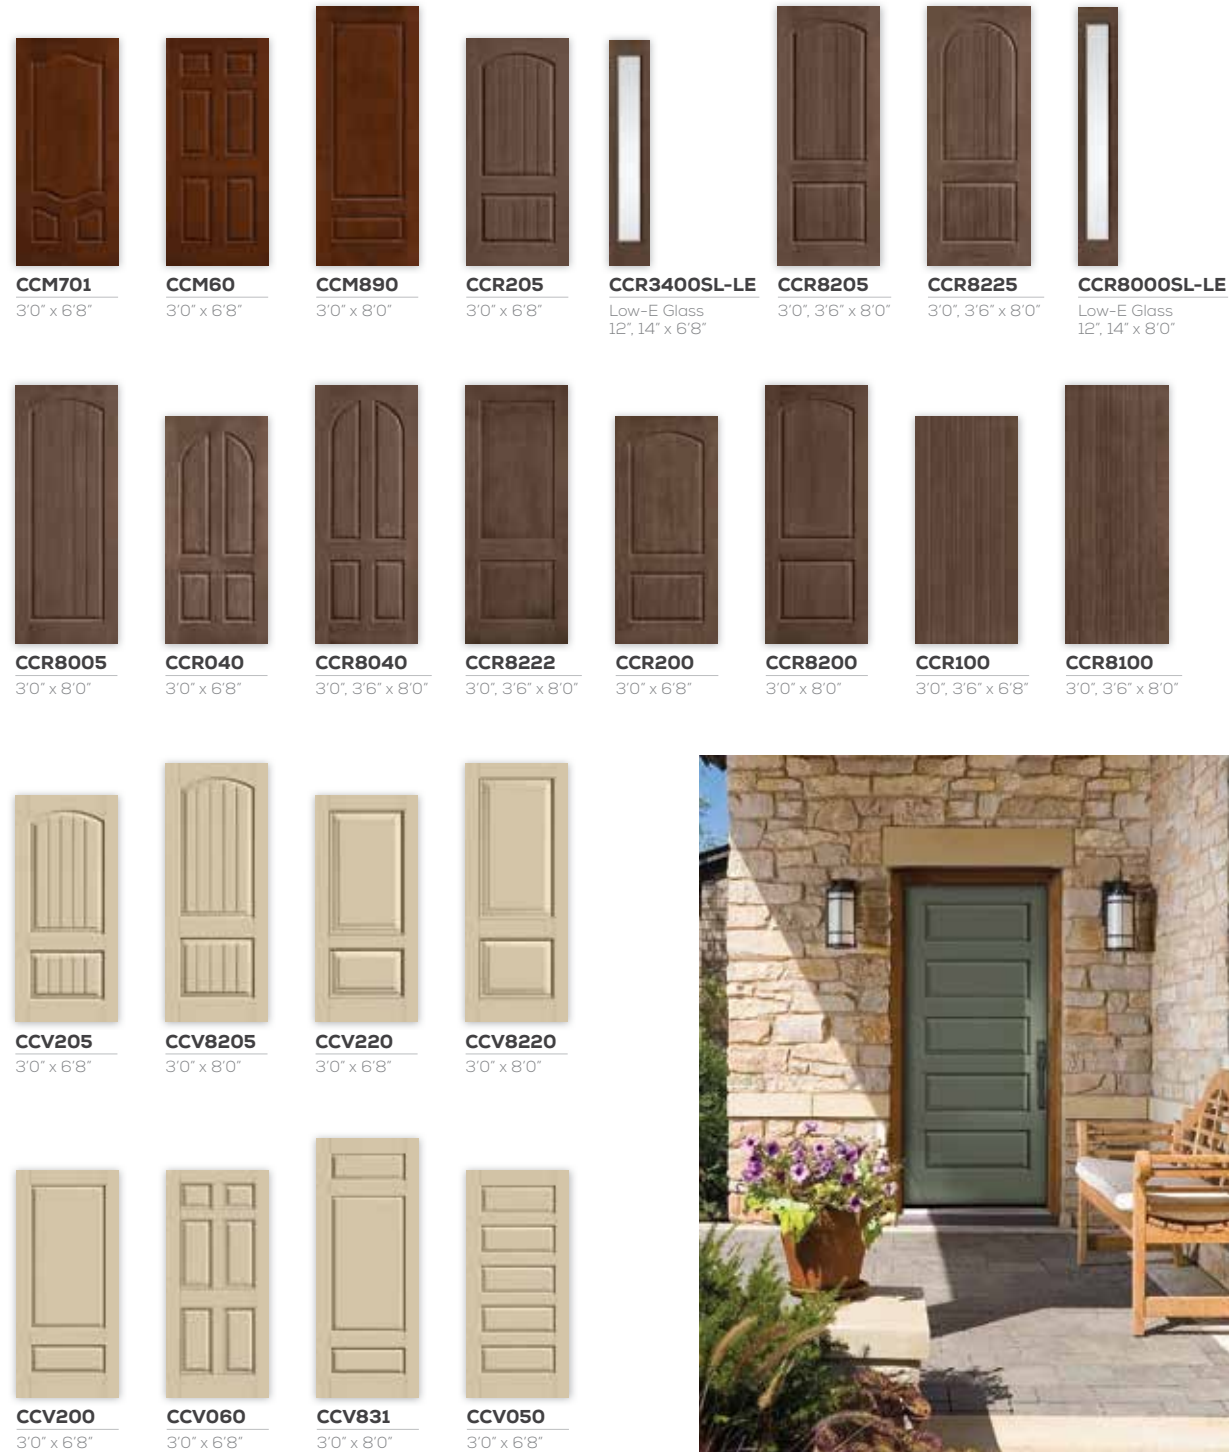 CCM701
3'0" x 6'8"
CCM60
3'0" x 6'8"
CCM890
3'0" x 8'0"
CCR205
3'0" x 6'8"
CCR3400SL-LE
Low-E Glass
12", 14" x 6'8"
CCR8205
3'0", 3'6" x 8'0"
CCR8225
3'0", 3'6" x 8'0"
CCR8000SL-LE
Low-E Glass
12", 14" x 8'0"
CCR8005
3'0" x 8'0"
CCR040
3'0" x 6'8"
CCR8040
3'0", 3'6" x 8'0"
CCR8222
3'0", 3'6" x 8'0"
CCR200
3'0" x 6'8"
CCR8200
3'0" x 8'0"
CCR100
3'0", 3'6" x 6'8"
CCR8100
3'0", 3'6" x 8'0"
CCV205
3'0" x 6'8"
CCV8205
3'0" x 8'0"
CCV220
3'0" x 6'8"
CCV8220
3'0" x 8'0"
CCV200
3'0" x 6'8"
CCV060
3'0" x 6'8"
CCV831
3'0" x 8'0"
CCV050
3'0" x 6'8"